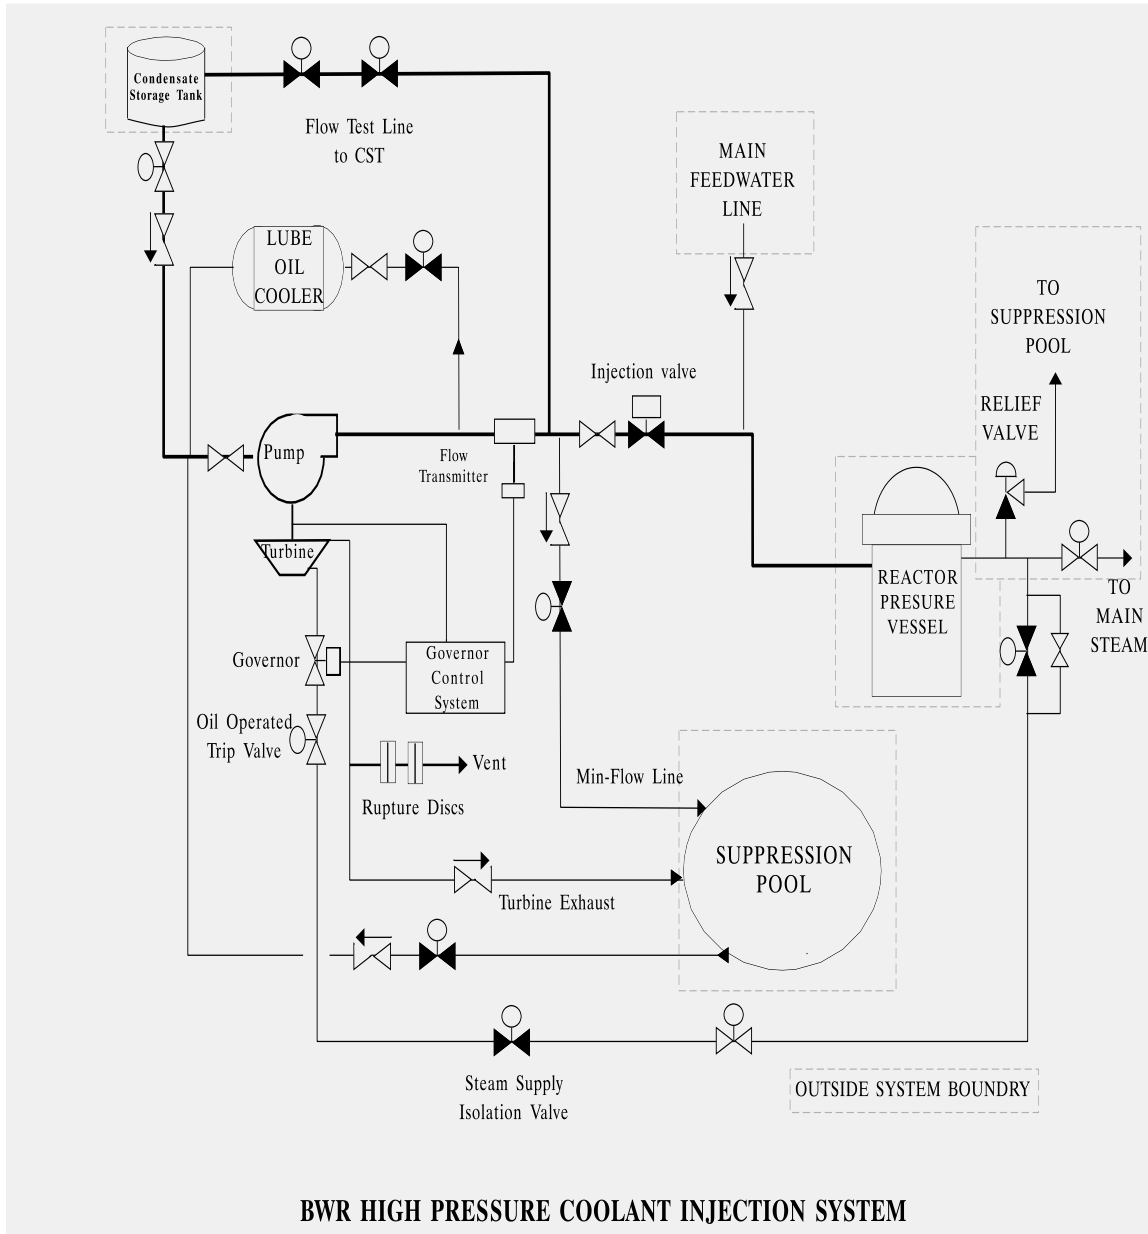 Condensate
Storage Tank
Flow Test Line
to CST
MAIN
FEEDWATER
LINE
LUBE
OIL
COOLER
TO
SUPPRESSION
POOL
Injection valve
RELIEF
VALVE
Pump
Flow
Transmitter
Turbine
REACTOR
PRESURE
VESSEL
TO
MAIN
STEAM
Governor
Governor
Control
System
Oil Operated
Trip Valve
Vent
Rupture Discs
Min-Flow Line
SUPPRESSION
POOL
Turbine Exhaust
Steam Supply
Isolation Valve
OUTSIDE SYSTEM BOUNDRY
BWR HIGH PRESSURE COOLANT INJECTION SYSTEM